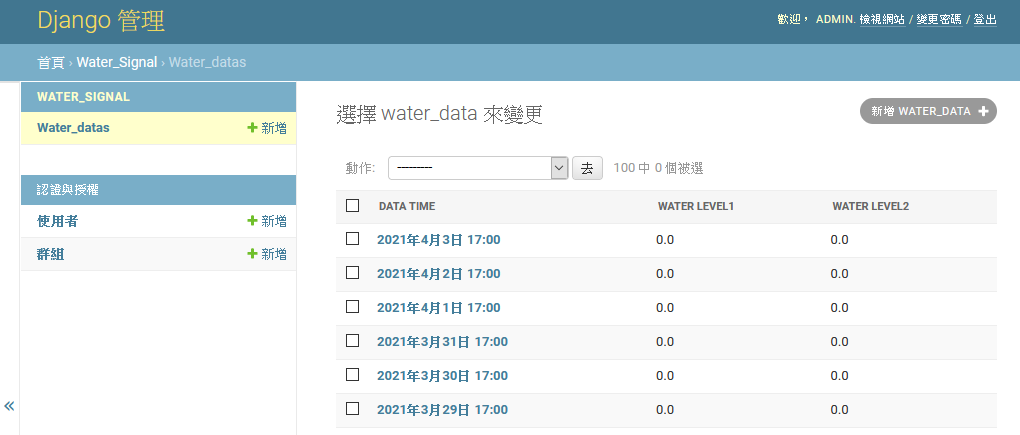 Django 管理
歡迎， ADMIN. 檢視網站 / 變更密碼 / 登出
首頁 › Water_Signal › Water_datas
WATER_SIGNAL
Water_datas + 新增
認證與授權
使用者 + 新增
群組 + 新增
«
選擇 water_data 來變更
新增 WATER_DATA +
動作: --------- 去 100 中 0 個被選
DATA TIME WATER LEVEL1 WATER LEVEL2
2021年4月3日 17:00 0.0 0.0
2021年4月2日 17:00 0.0 0.0
2021年4月1日 17:00 0.0 0.0
2021年3月31日 17:00 0.0 0.0
2021年3月30日 17:00 0.0 0.0
2021年3月29日 17:00 0.0 0.0